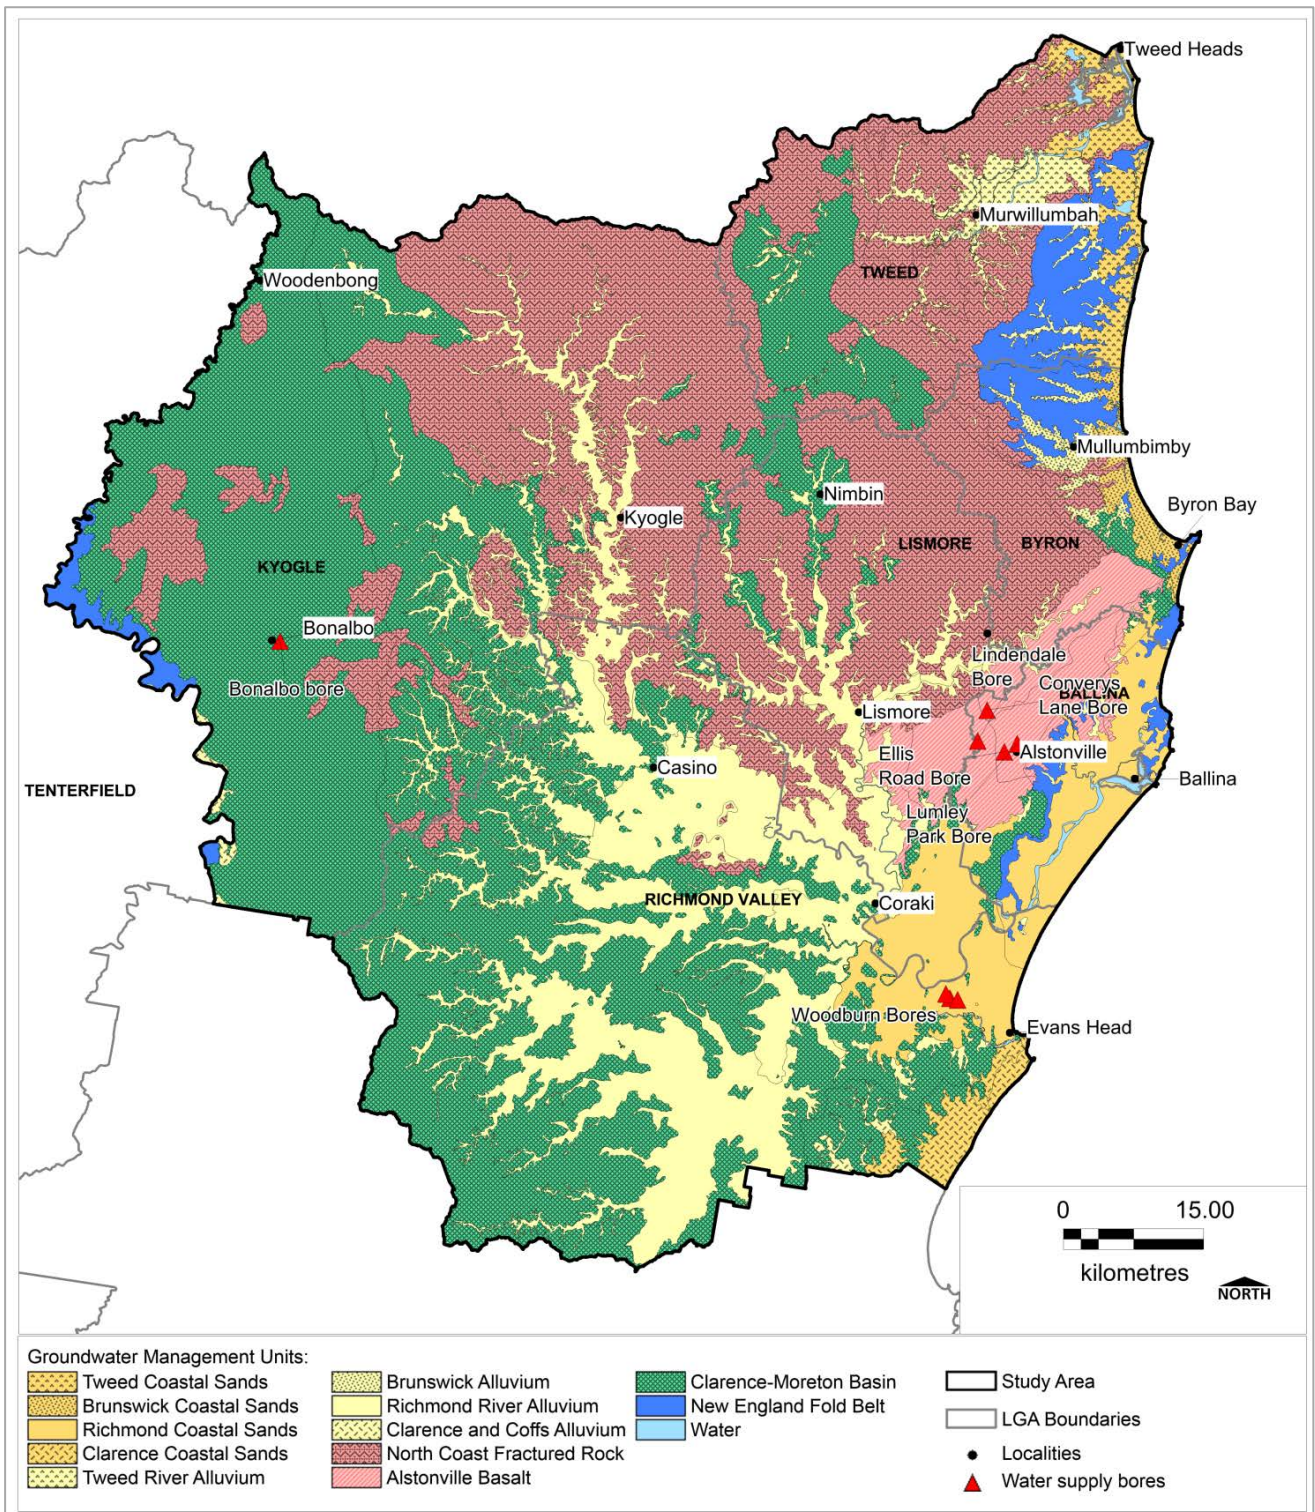 Tweed Heads
Murwillumbah
TWEED
Woodenbong
Mullumbimby
Nimbin
Byron Bay
Kyogle
LISMORE
BYRON
KYOGLE
Bonalbo
Lindendale
Bore
Bonalbo bore
Converys
Lane Bore
BALLINA
Lismore
Ellis
Road Bore
Alstonville
Casino
Ballina
TENTERFIELD
Lumley
Park Bore
RICHMOND VALLEY
Coraki
Woodburn Bores
Evans Head
0 15.00
kilometres
NORTH
Groundwater Management Units:
Tweed Coastal Sands
Brunswick Coastal Sands
Richmond Coastal Sands
Clarence Coastal Sands
Tweed River Alluvium
Brunswick Alluvium
Richmond River Alluvium
Clarence and Coffs Alluvium
North Coast Fractured Rock
Alstonville Basalt
Clarence-Moreton Basin
New England Fold Belt
Water
Study Area
LGA Boundaries
Localities
Water supply bores